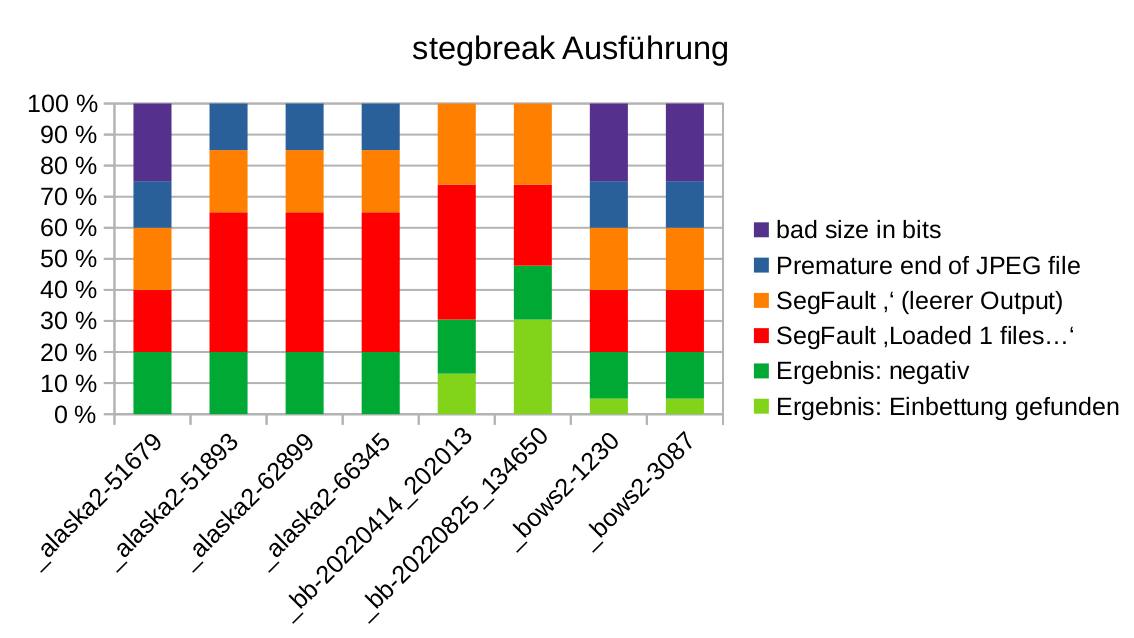 stegbreak Ausführung
100 %
90 %
80 %
70 %
60 %
50 %
40 %
30 %
20 %
10 %
0 %
bad size in bits
Premature end of JPEG file
SegFault ‚‘ (leerer Output)
SegFault ‚Loaded 1 files…‘
Ergebnis: negativ
Ergebnis: Einbettung gefunden
_alaska2-51679
_alaska2-51893
_alaska2-62899
_alaska2-66345
_bb-20220414_202013
_bb-20220825_134650
_bows2-1230
_bows2-3087